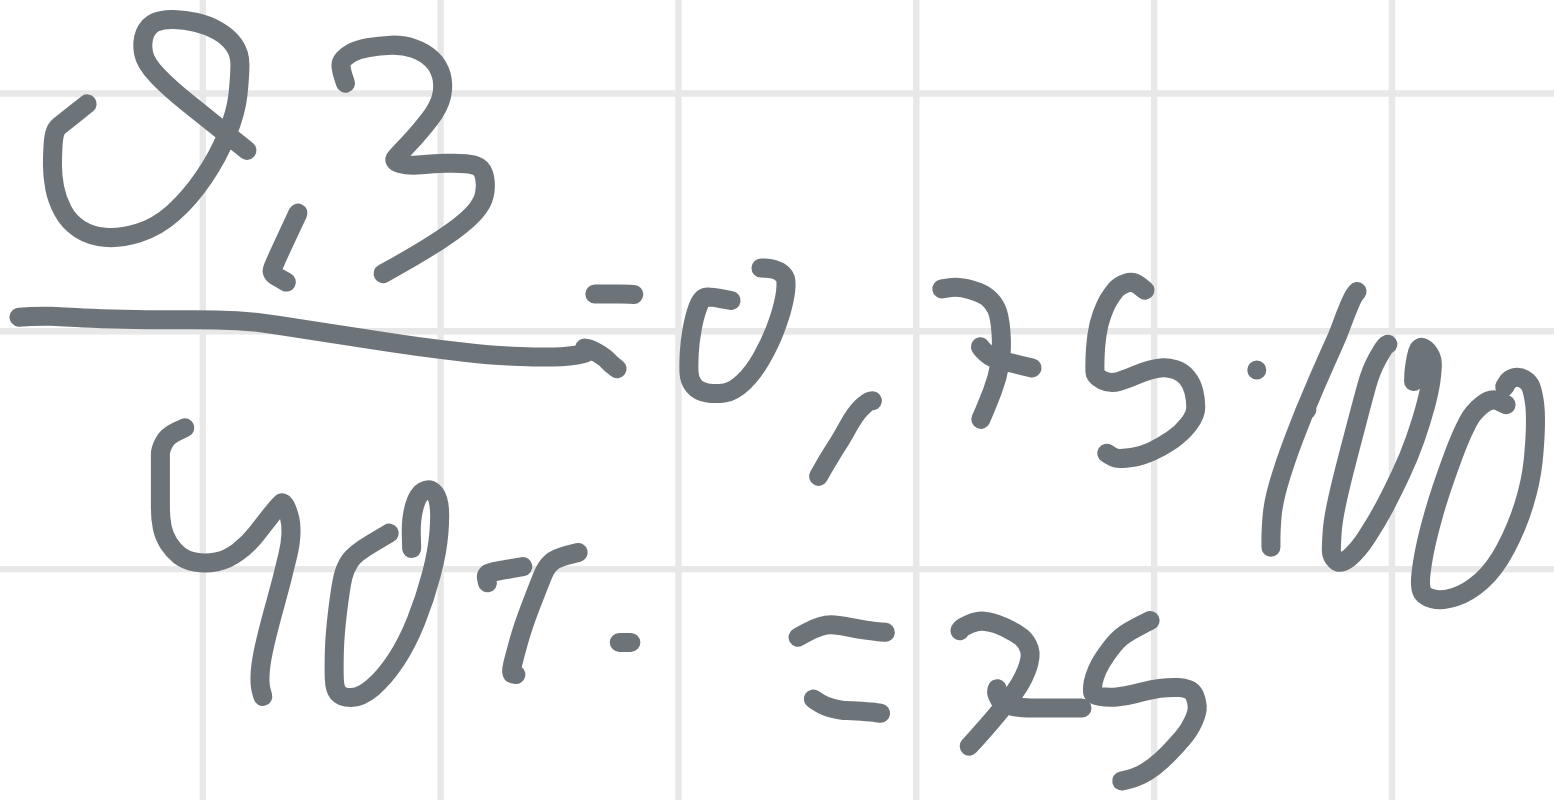 0,3
= 0,75 · 100
40%.
= 75